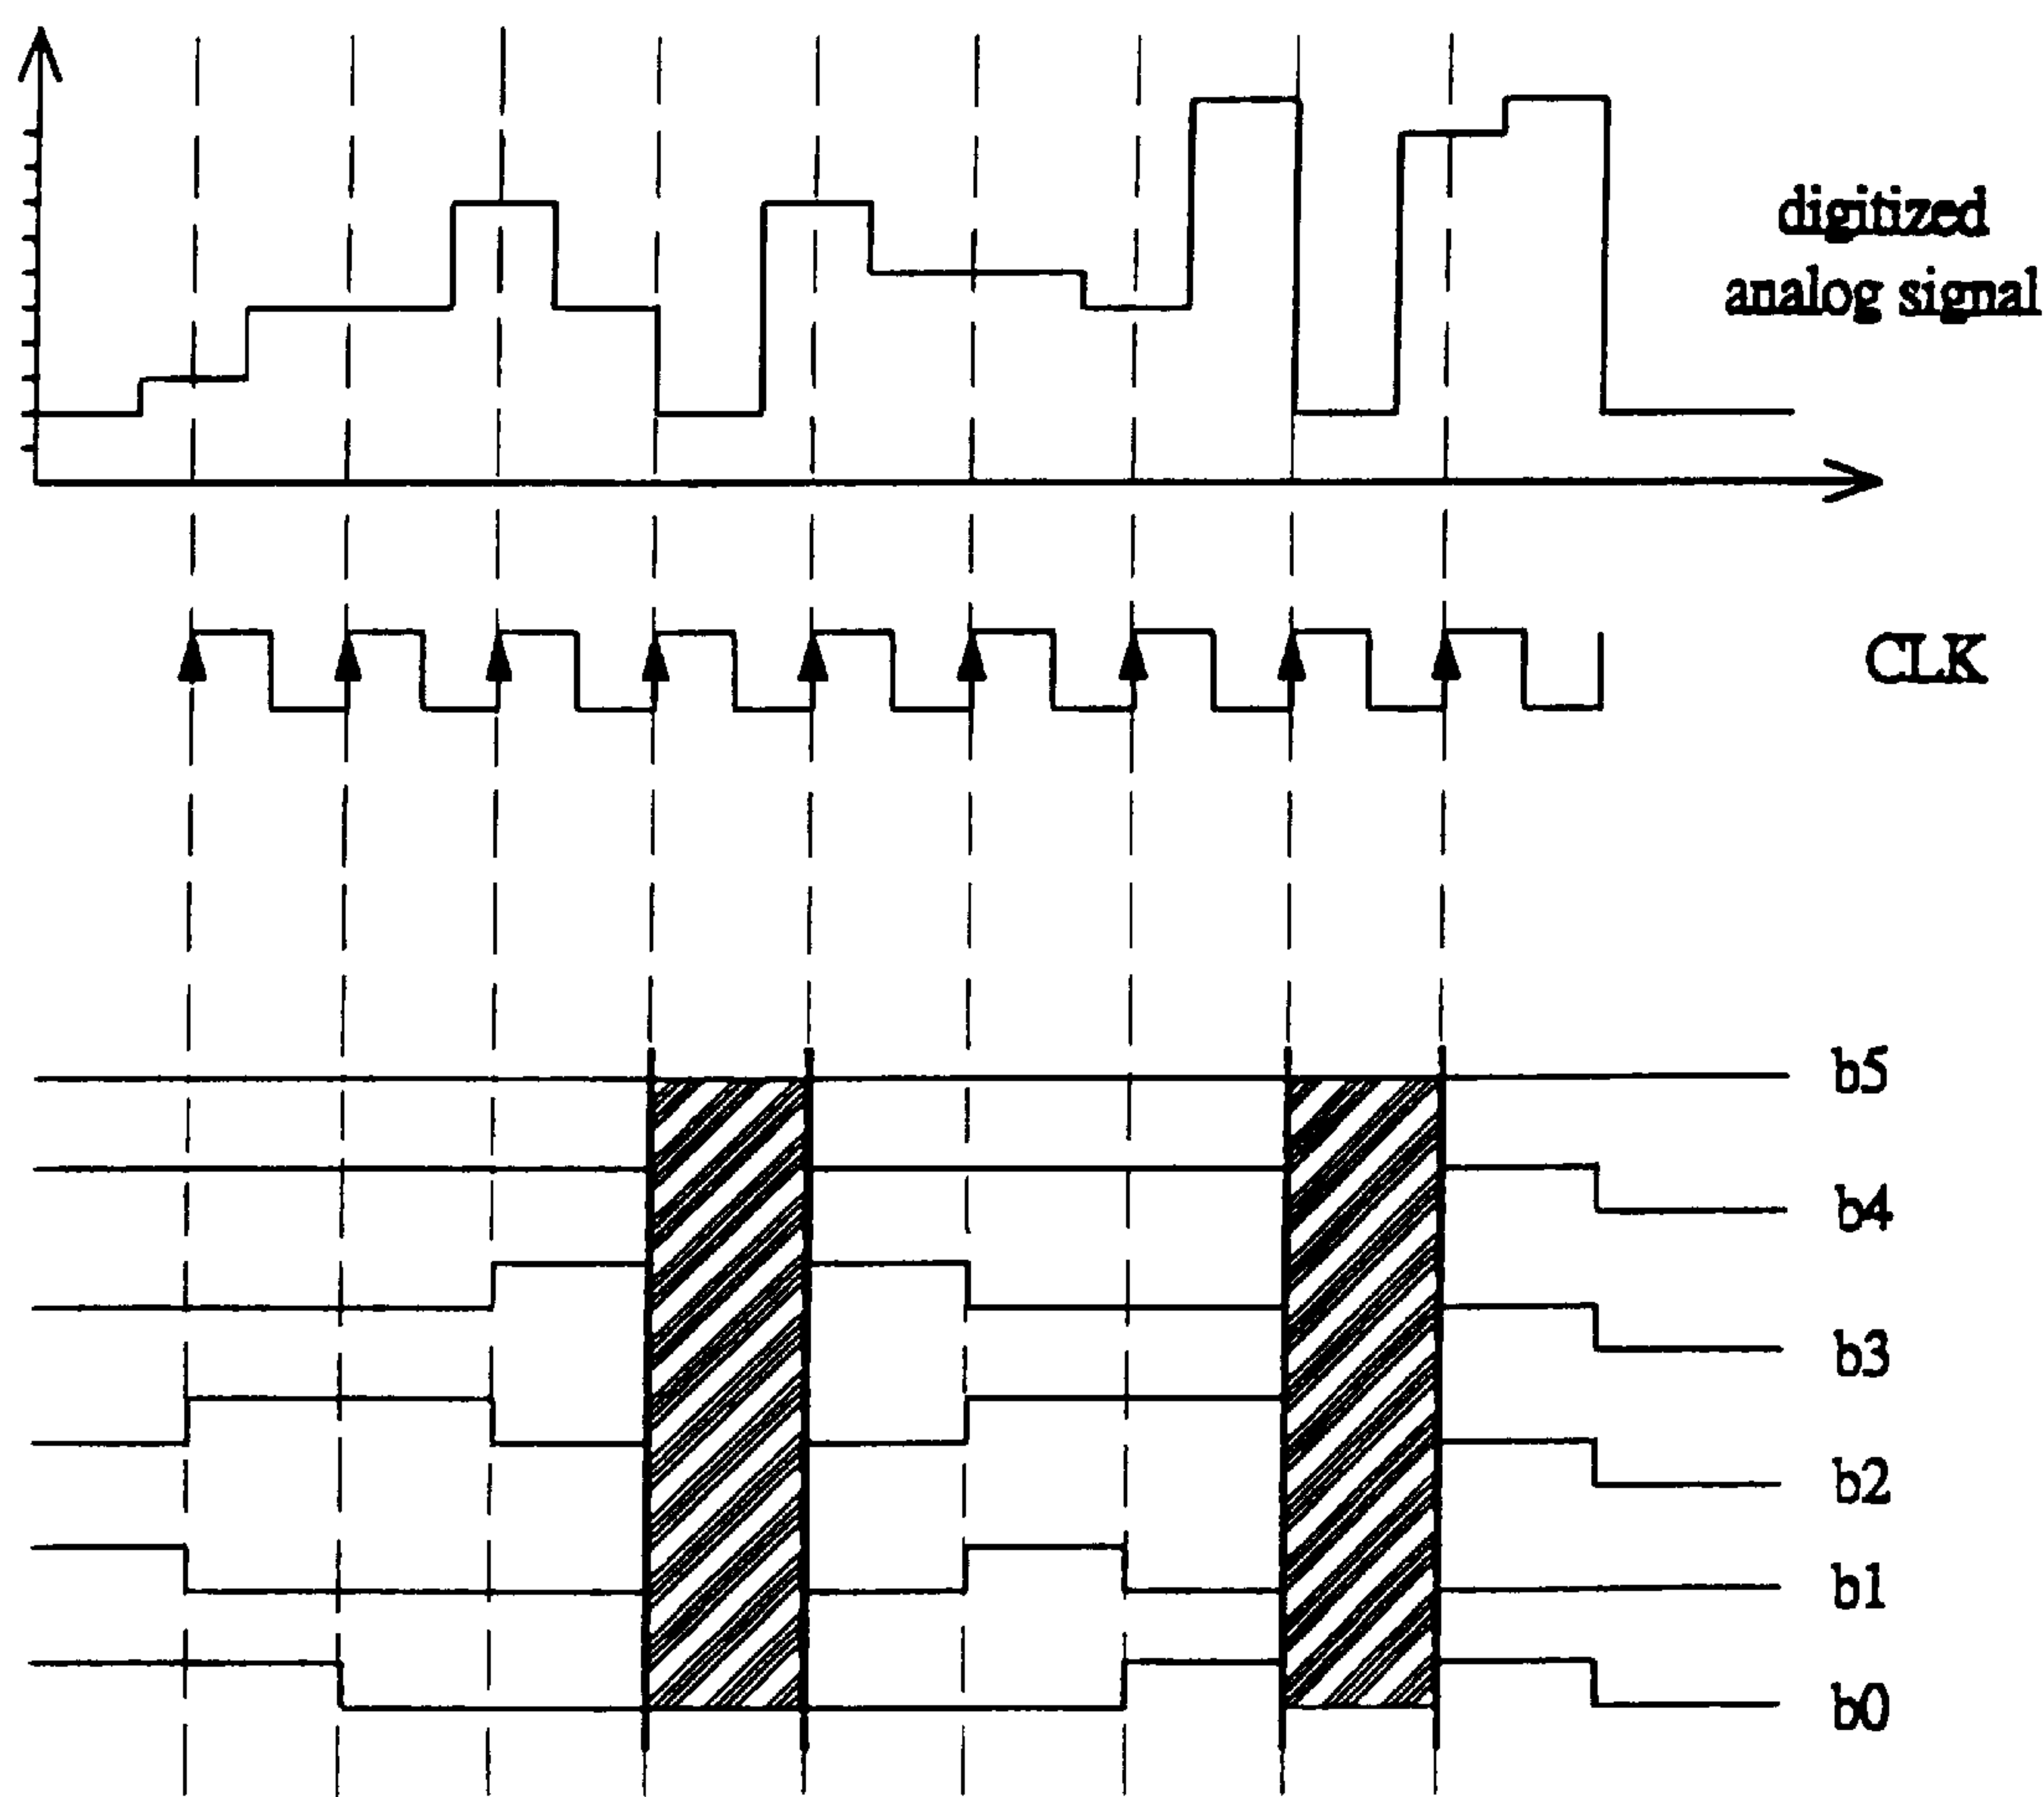 digitized
analog signal
CLK
b5
b4
b3
b2
b1
b0